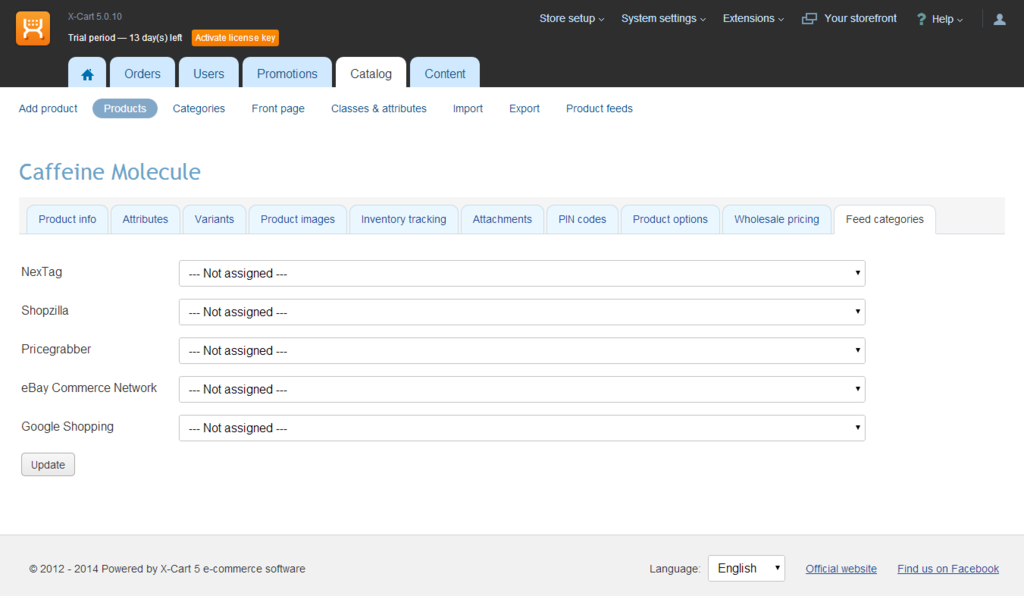 X-Cart 5.0.10
Trial period — 13 day(s) left Activate license key
Store setup System settings Extensions Your storefront ? Help
Orders Users Promotions Catalog Content
Add product Products Categories Front page Classes & attributes Import Export Product feeds
Caffeine Molecule
Product info Attributes Variants Product images Inventory tracking Attachments PIN codes Product options Wholesale pricing Feed categories
NexTag --- Not assigned ---
Shopzilla --- Not assigned ---
Pricegrabber --- Not assigned ---
eBay Commerce Network --- Not assigned ---
Google Shopping --- Not assigned ---
Update
© 2012 - 2014 Powered by X-Cart 5 e-commerce software Language: English Official website Find us on Facebook